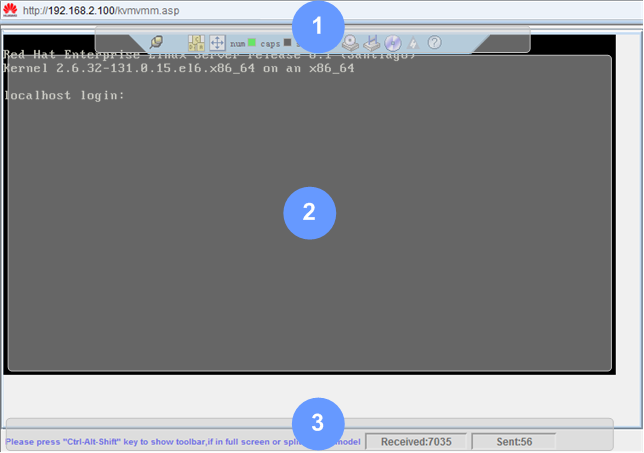 http://192.168.2.100/kvmvmm.asp
1
num caps
Red Hat Enterprise Linux Server release 6.1 (Santiago)
Kernel 2.6.32-131.0.15.el6.x86_64 on an x86_64
localhost login:
2
3
Please press "Ctrl-Alt-Shift" key to show toolbar,if in full screen or model
Received:7035
Sent:56